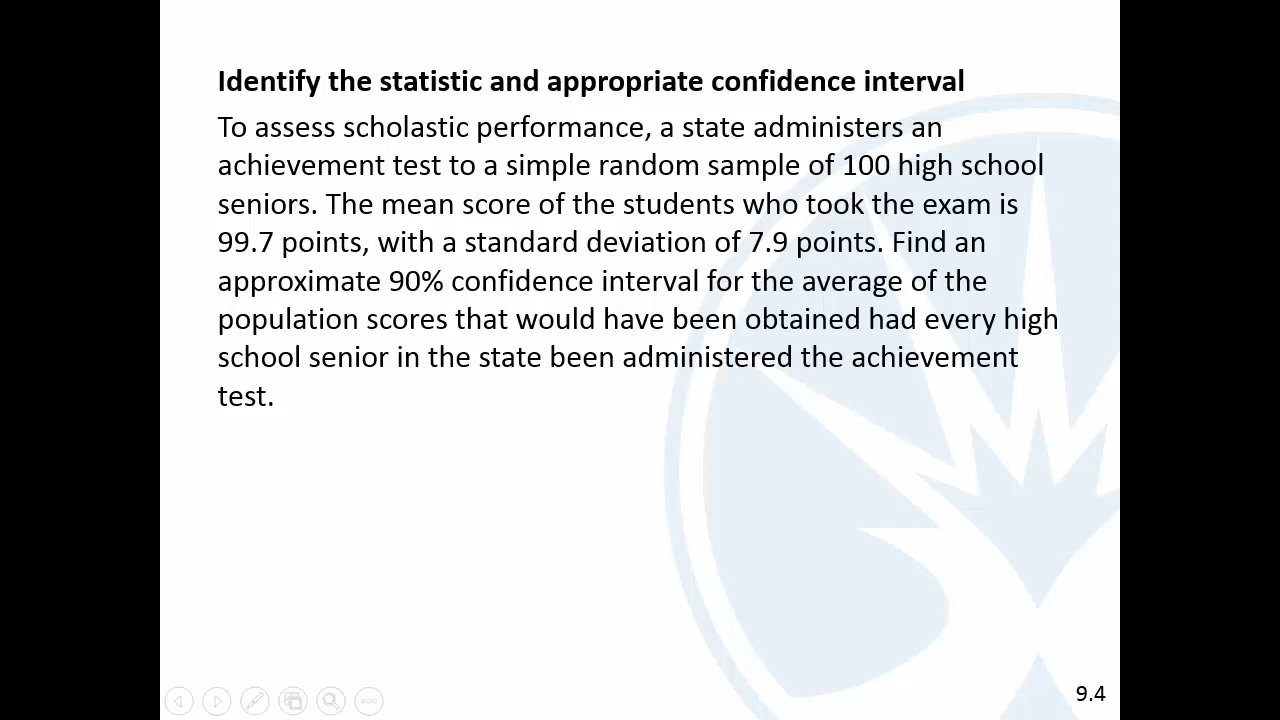 Identify the statistic and appropriate confidence interval
To assess scholastic performance, a state administers an
achievement test to a simple random sample of 100 high school
seniors. The mean score of the students who took the exam is
99.7 points, with a standard deviation of 7.9 points. Find an
approximate 90% confidence interval for the average of the
population scores that would have been obtained had every high
school senior in the state been administered the achievement
test.
9.4